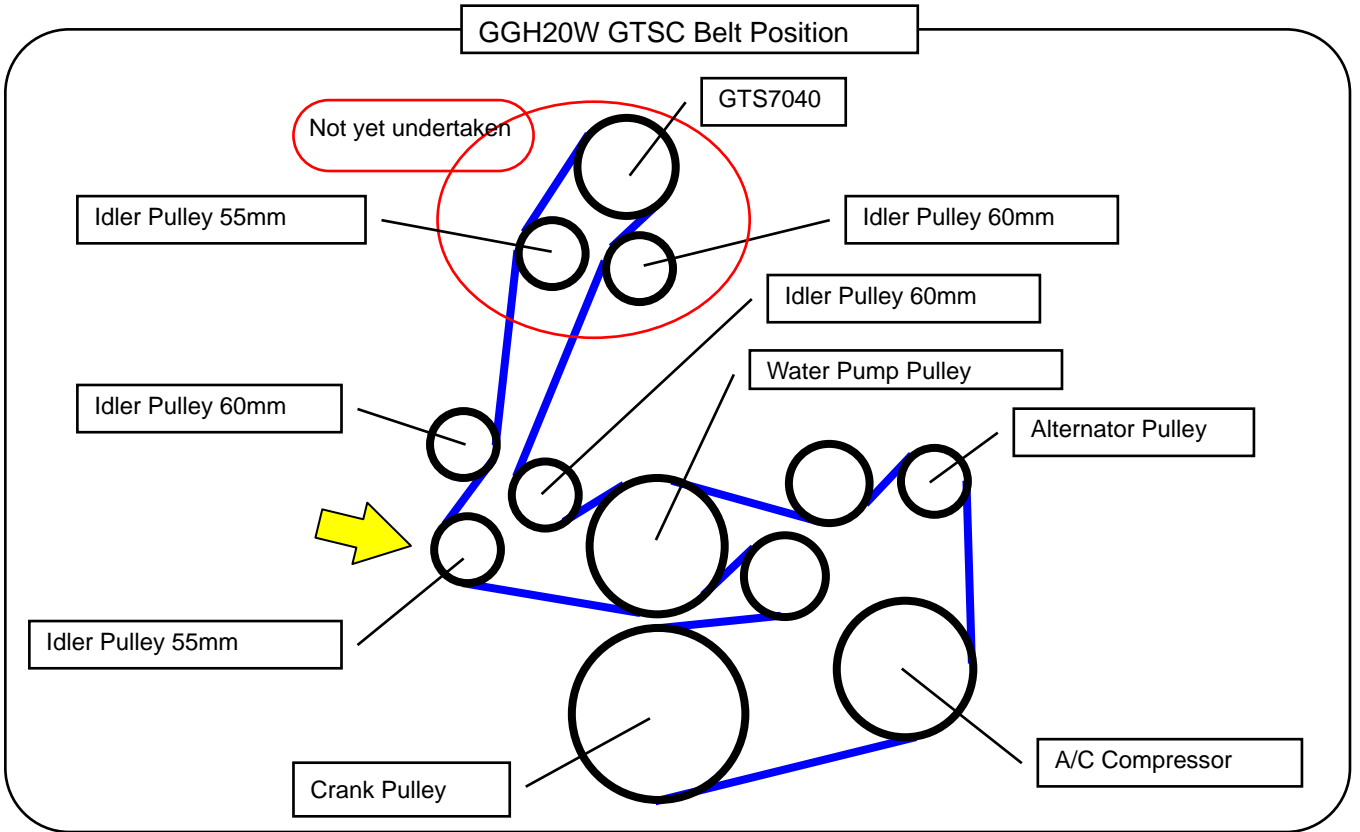 GGH20W GTSC Belt Position
GTS7040
Not yet undertaken
Idler Pulley 55mm
Idler Pulley 60mm
Idler Pulley 60mm
Water Pump Pulley
Idler Pulley 60mm
Alternator Pulley
Idler Pulley 55mm
A/C Compressor
Crank Pulley